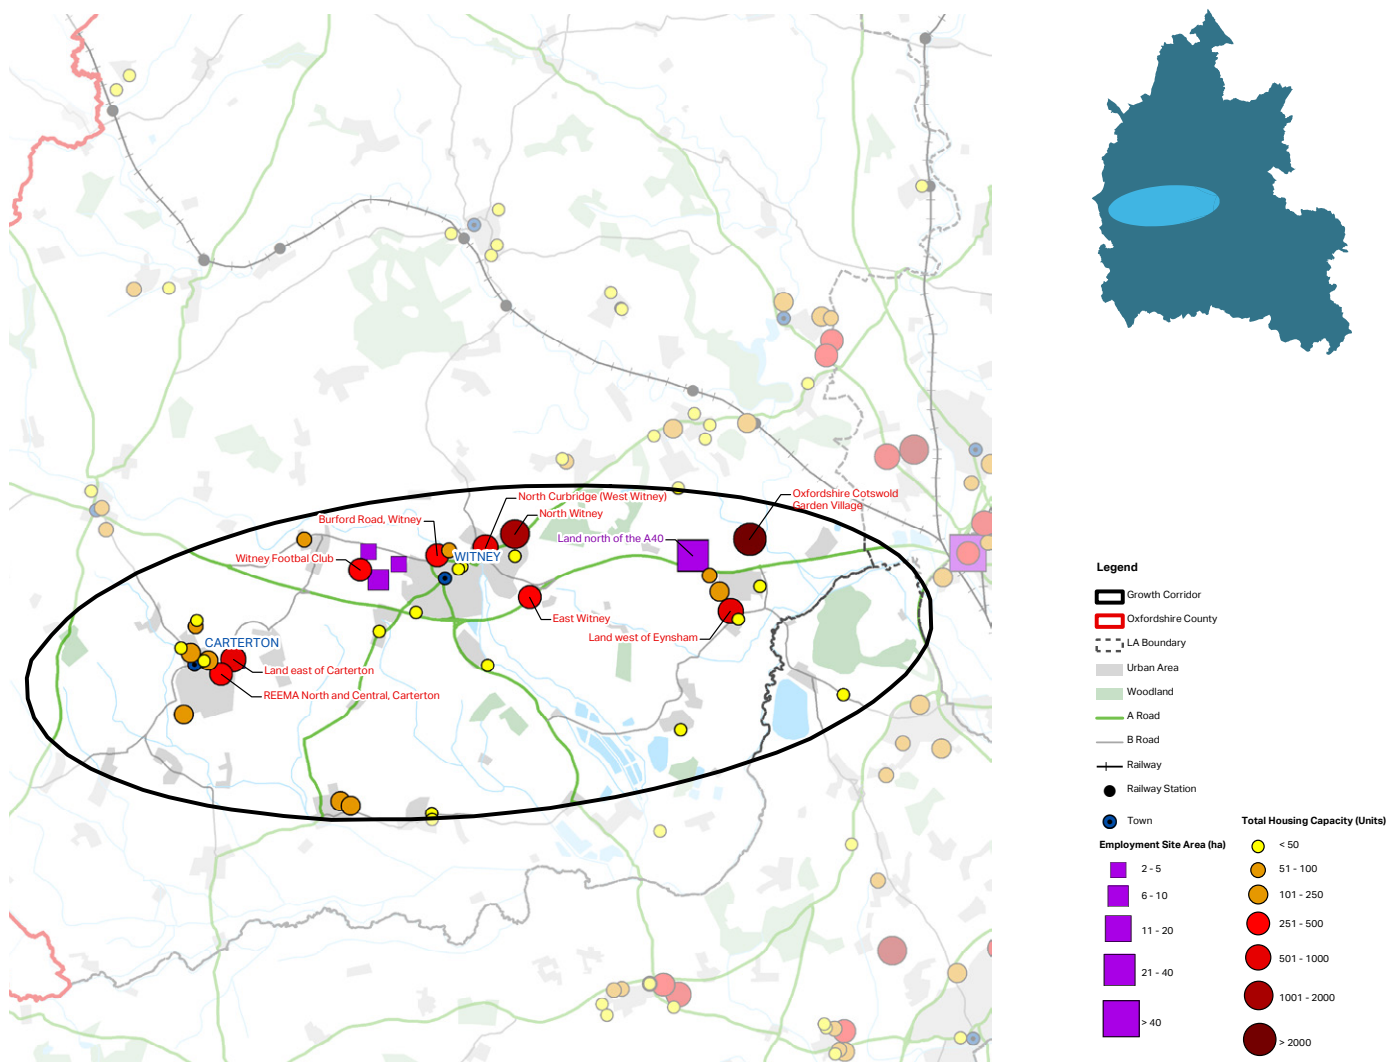 North Curbridge (West Witney)
Oxfordshire Cotswold
Garden Village
North Witney
Burford Road, Witney
Land north of the A40
WITNEY
Witney Footbal Club
East Witney
Land west of Eynsham
CARTERTON
Land east of Carterton
REEMA North and Central, Carterton
Legend
Growth Corridor
Oxfordshire County
LA Boundary
Urban Area
Woodland
A Road
B Road
Railway
Railway Station
Town
Employment Site Area (ha)
2 - 5
6 - 10
11 - 20
21 - 40
> 40
Total Housing Capacity (Units)
< 50
51 - 100
101 - 250
251 - 500
501 - 1000
1001 - 2000
> 2000